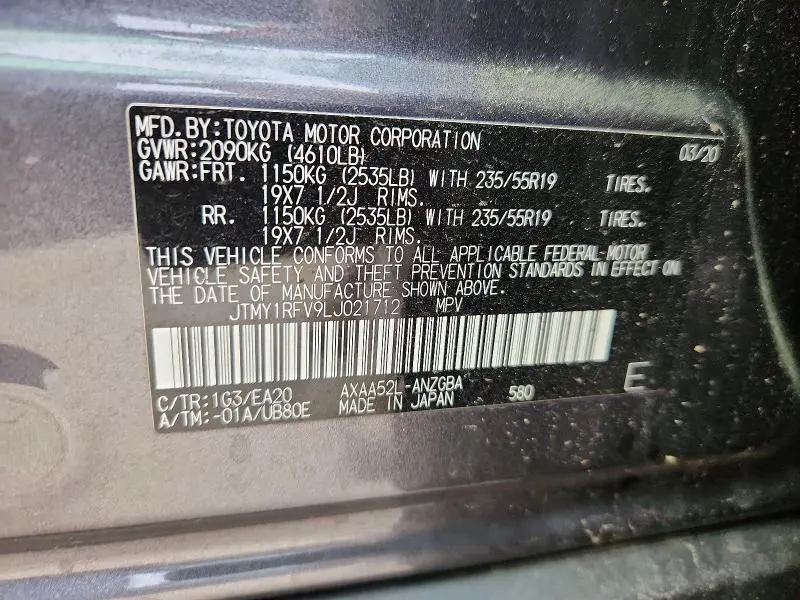 MFD.BY:TOYOTA MOTOR CORPORATION 03/20
GVWR:2090KG (4610LB)
GAWR:FRT. 1150KG (2535LB) WITH 235/55R19 TIRES.
19X7 1/2J RIMS.
RR. 1150KG (2535LB) WITH 235/55R19 TIRES.
19X7 1/2J RIMS.
THIS VEHICLE CONFORMS TO ALL APPLICABLE FEDERAL-MOTOR
VEHICLE SAFETY AND THEFT PREVENTION STANDARDS IN EFFECT ON
THE DATE OF MANUFACTURE SHOWN ABOVE.
JTMY1RFV9LJ021712 MPV
C/TR:1G3/EA20 AXAA52L-ANZGBA 580 E
A/TM:-01A/UB80E MADE IN JAPAN